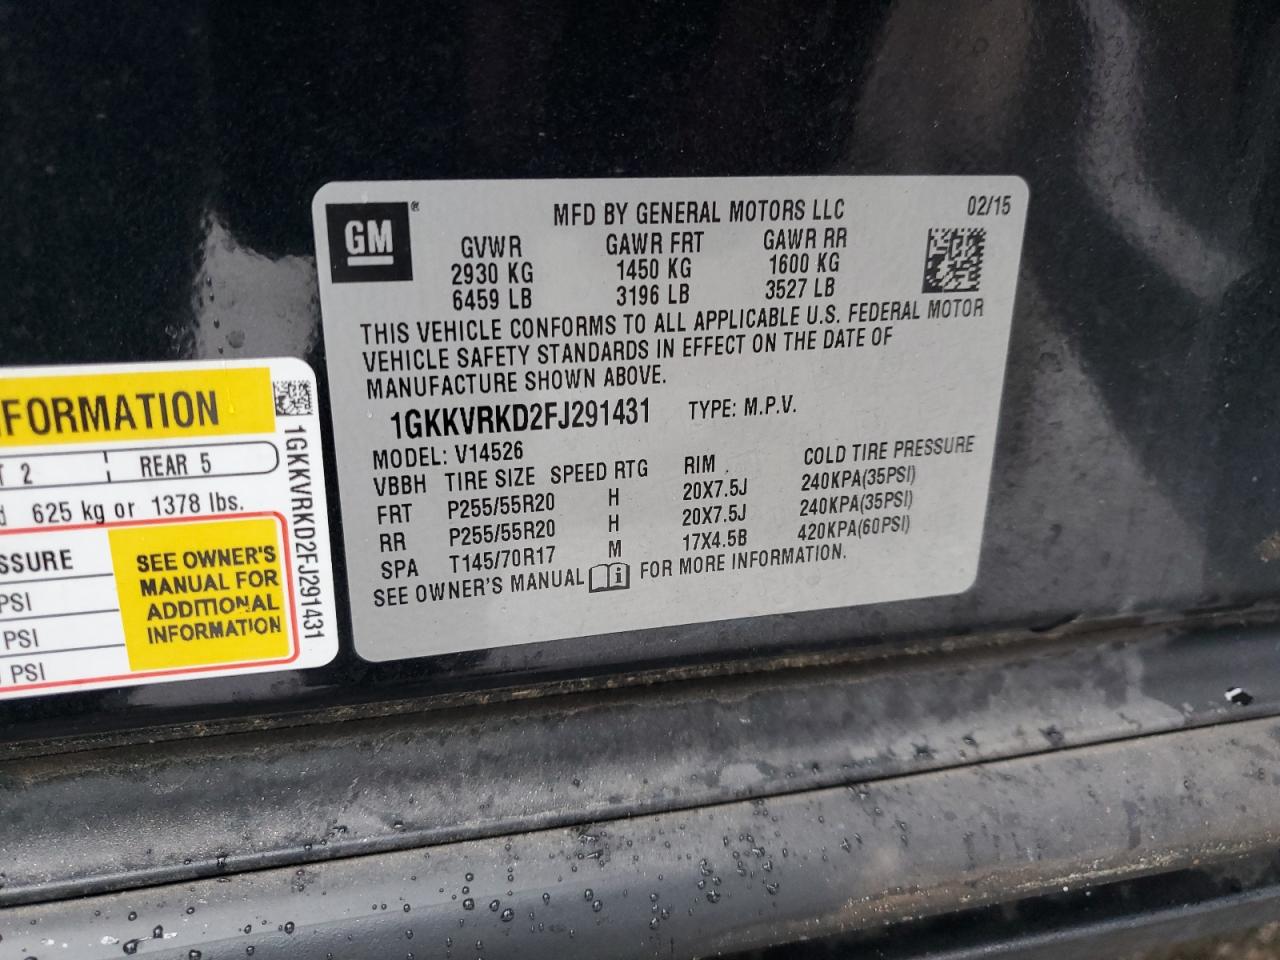 GM®
MFD BY GENERAL MOTORS LLC
02/15
GVWR GAWR FRT GAWR RR
2930 KG 1450 KG 1600 KG
6459 LB 3196 LB 3527 LB
THIS VEHICLE CONFORMS TO ALL APPLICABLE U.S. FEDERAL MOTOR
VEHICLE SAFETY STANDARDS IN EFFECT ON THE DATE OF
MANUFACTURE SHOWN ABOVE.
1GKKVRKD2FJ291431 TYPE: M.P.V.
MODEL: V14526
VBBH TIRE SIZE SPEED RTG RIM COLD TIRE PRESSURE
FRT P255/55R20 H 20X7.5J 240KPA(35PSI)
RR P255/55R20 H 20X7.5J 240KPA(35PSI)
SPA T145/70R17 M 17X4.5B 420KPA(60PSI)
SEE OWNER'S MANUAL FOR MORE INFORMATION.
FORMATION
2 REAR 5
625 kg or 1378 lbs.
SSURE
PSI
PSI
PSI
SEE OWNER'S
MANUAL FOR
ADDITIONAL
INFORMATION
1GKKVRKD2FJ291431